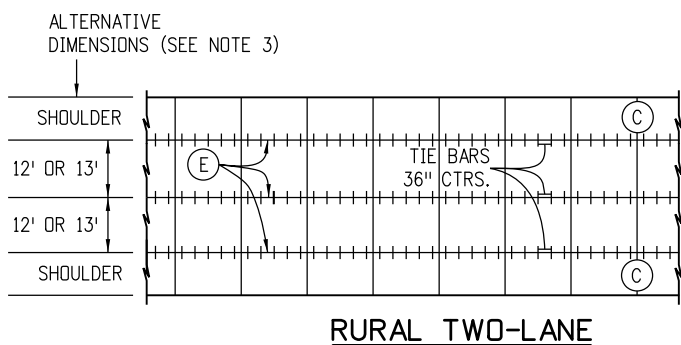 ALTERNATIVE
DIMENSIONS (SEE NOTE 3)
SHOULDER
C
12' OR 13'
E
TIE BARS
36" CTRS.
12' OR 13'
SHOULDER
C
RURAL TWO-LANE